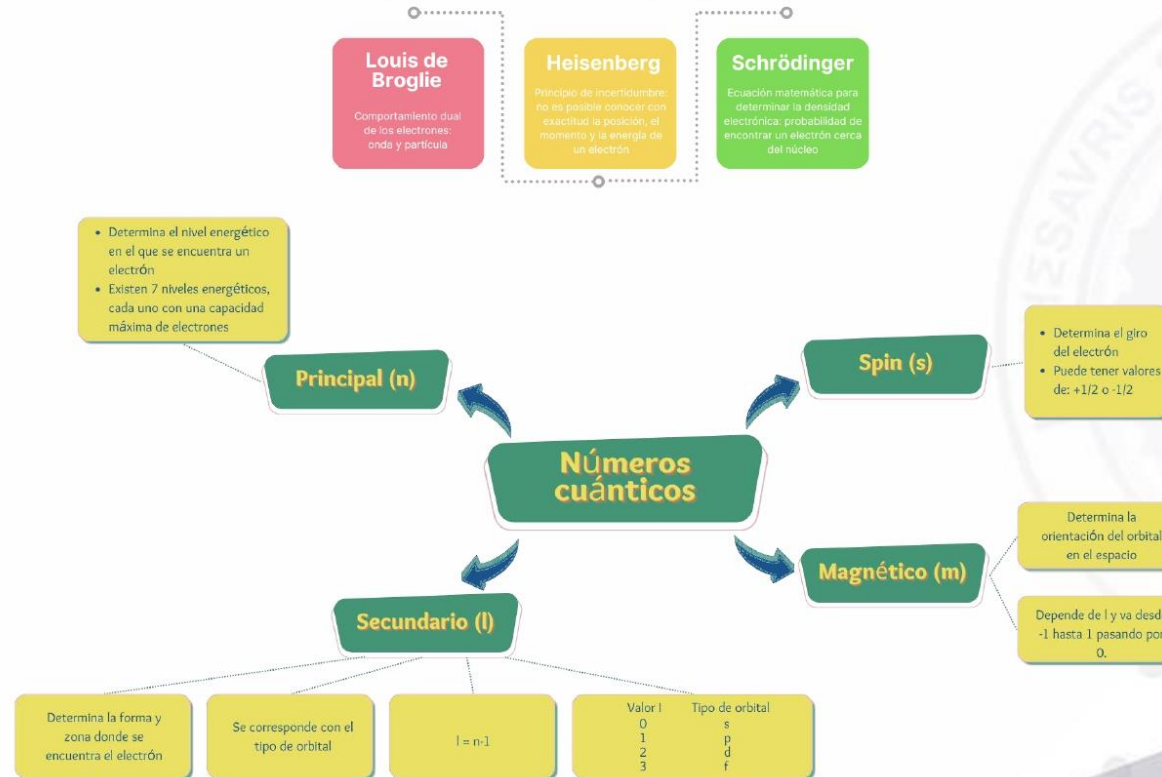 Louis de
Broglie
Comportamiento dual
de los electrones:
onda y partícula
Heisenberg
Principio de incertidumbre:
no es posible conocer con
exactitud la posición, el
momento y la energía de
un electrón
Schrödinger
Ecuación matemática para
determinar la densidad
electrónica: probabilidad de
encontrar un electrón cerca
del núcleo
• Determina el nivel energético
en el que se encuentra un
electrón
• Existen 7 niveles energéticos,
cada uno con una capacidad
máxima de electrones
Principal (n)
Spin (s)
• Determina el giro
del electrón
• Puede tener valores
de: +1/2 o -1/2
Números
cuánticos
Magnético (m)
Determina la
orientación del orbital
en el espacio
Depende de l y va desd
-1 hasta 1 pasando por
0.
Secundario (l)
Determina la forma y
zona donde se
encuentra el electrón
Se corresponde con el
tipo de orbital
l = n-1
Valor l Tipo de orbital
0 s
1 p
2 d
3 f